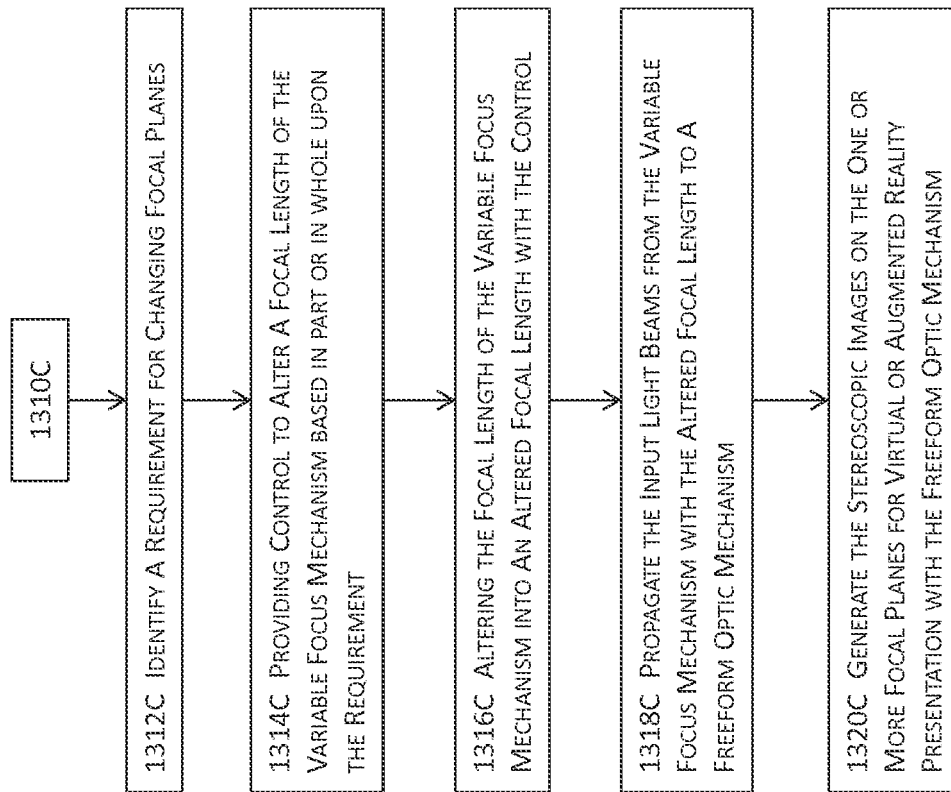 1310C
1312C IDENTIFY A REQUIREMENT FOR CHANGING FOCAL PLANES
1314C PROVIDING CONTROL TO ALTER A FOCAL LENGTH OF THE
VARIABLE FOCUS MECHANISM BASED IN PART OR IN WHOLE UPON
THE REQUIREMENT
1316C ALTERING THE FOCAL LENGTH OF THE VARIABLE FOCUS
MECHANISM INTO AN ALTERED FOCAL LENGTH WITH THE CONTROL
1318C PROPAGATE THE INPUT LIGHT BEAMS FROM THE VARIABLE
FOCUS MECHANISM WITH THE ALTERED FOCAL LENGTH TO A
FREEFORM OPTIC MECHANISM
1320C GENERATE THE STEREOSCOPIC IMAGES ON THE ONE OR
MORE FOCAL PLANES FOR VIRTUAL OR AUGMENTED REALITY
PRESENTATION WITH THE FREEFORM OPTIC MECHANISM